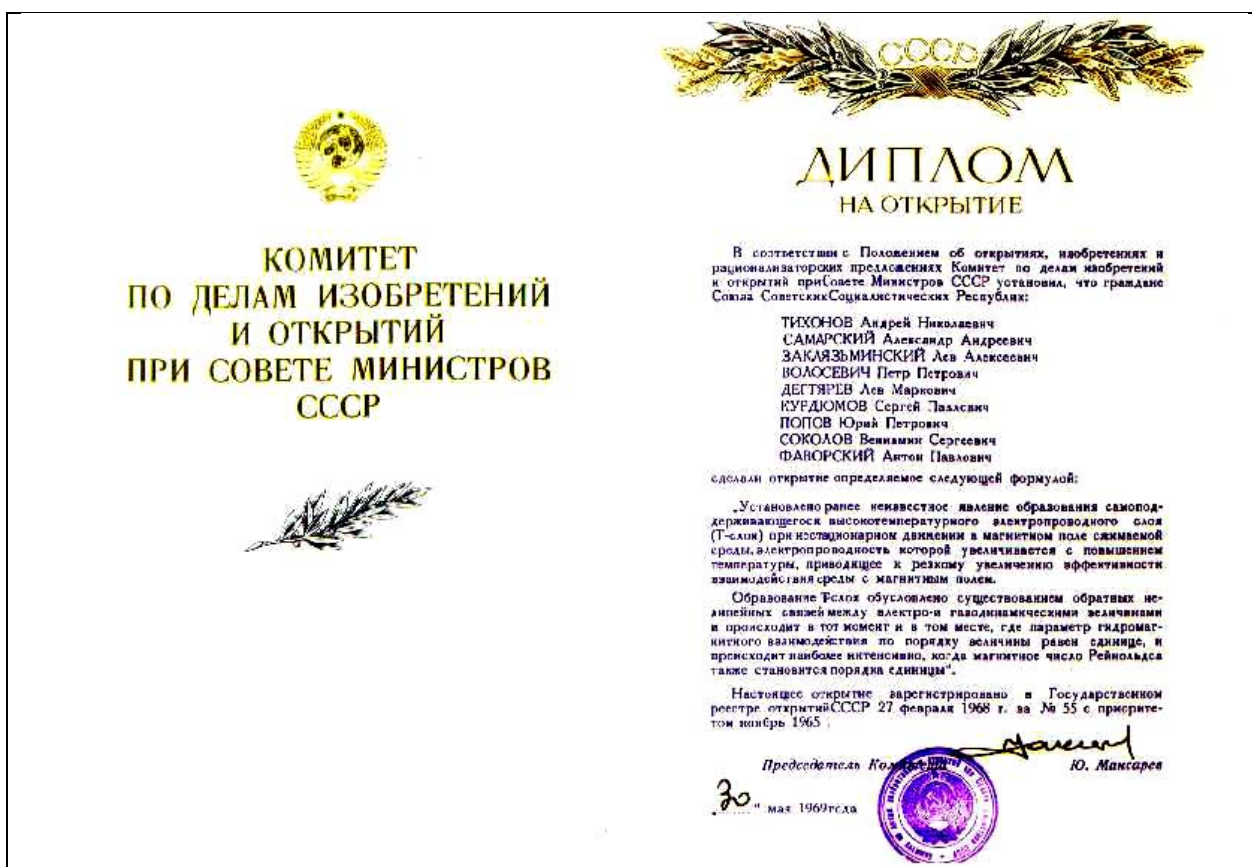 КОМИТЕТ
ПО ДЕЛАМ ИЗОБРЕТЕНИЙ
И ОТКРЫТИЙ
ПРИ СОВЕТЕ МИНИСТРОВ
СССР
СССР
ДИПЛОМ
НА ОТКРЫТИЕ
В соответствии с Положением об открытиях, изобретениях и
рационализаторских предложениях Комитет по делам изобретений
и открытий приСовете Министров СССР установил, что граждане
Союза СоветскихСоциалистических Республик:
ТИХОНОВ Андрей Николаевич
САМАРСКИЙ Александр Андреевич
ЗАКЛЯЗЬМИНСКИЙ Лев Алексеевич
ВОЛОСЕВИЧ Петр Петрович
ДЕГТЯРЕВ Лев Маркович
КУРДЮМОВ Сергей Павлович
ПОПОВ Юрий Петрович
СОКОЛОВ Вениамин Сергеевич
ФАВОРСКИЙ Антон Павлович
сделали открытие определяемое следующей формулой:
„Установлено ранее неизвестное явление образования самопод-
держивающегося высокотемпературного электропроводного слоя
(Т-слоя) при нестационарном движении в магнитном поле сжимаемой
среды, электропроводность которой увеличивается с повышением
температуры, приводящее к резкому увеличению эффективности
взаимодействия среды с магнитным полем.
Образование Т-слоя обусловлено существованием обратных не-
линейных связей между электро-и газодинамическими величинами
и происходит в тот момент и в том месте, где параметр гидромаг-
нитного взаимодействия по порядку величины равен единице, и
происходит наиболее интенсивно, когда магнитное число Рейнольдса
также становится порядка единицы".
Настоящее открытие зарегистрировано в Государственном
реестре открытийСССР 27 февраля 1968 г. за № 55 с приорите-
том ноябрь 1965
Председатель Комитета
Ю. Максарев
„30" мая 1969года